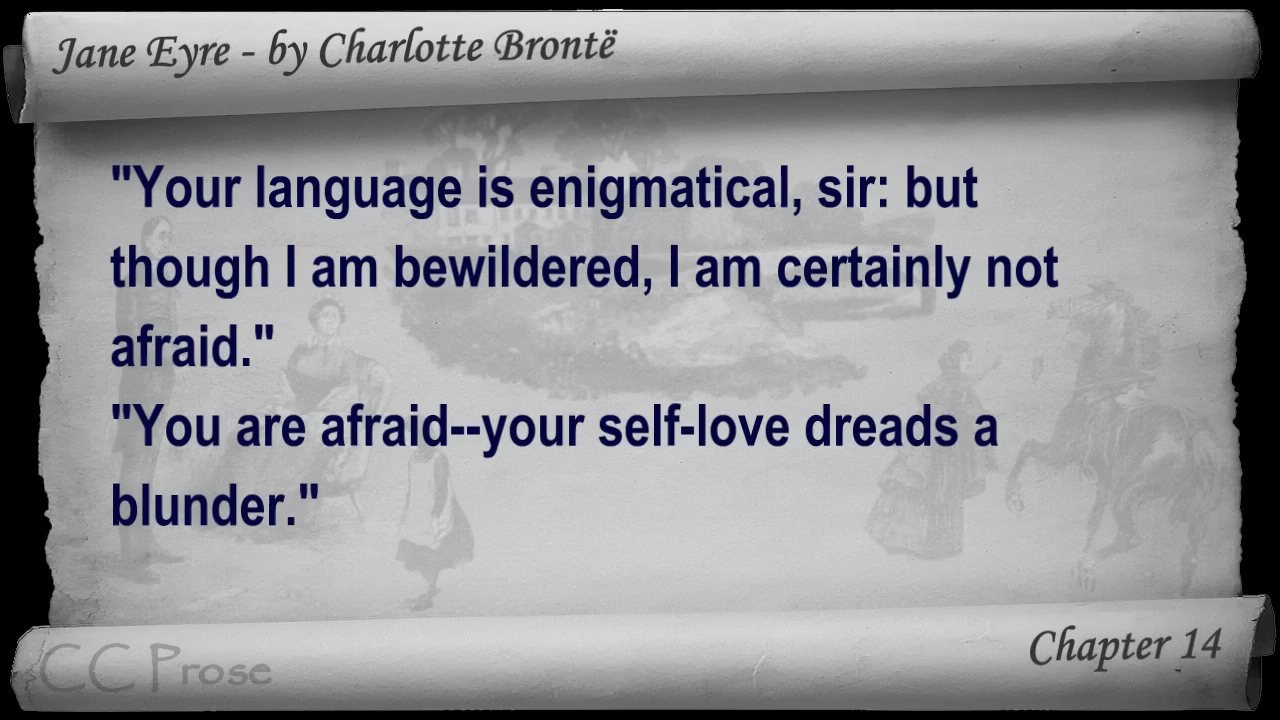 Jane Eyre - by Charlotte Brontë
"Your language is enigmatical, sir: but
though I am bewildered, I am certainly not
afraid."
"You are afraid--your self-love dreads a
blunder."
Chapter 14
CC Prose